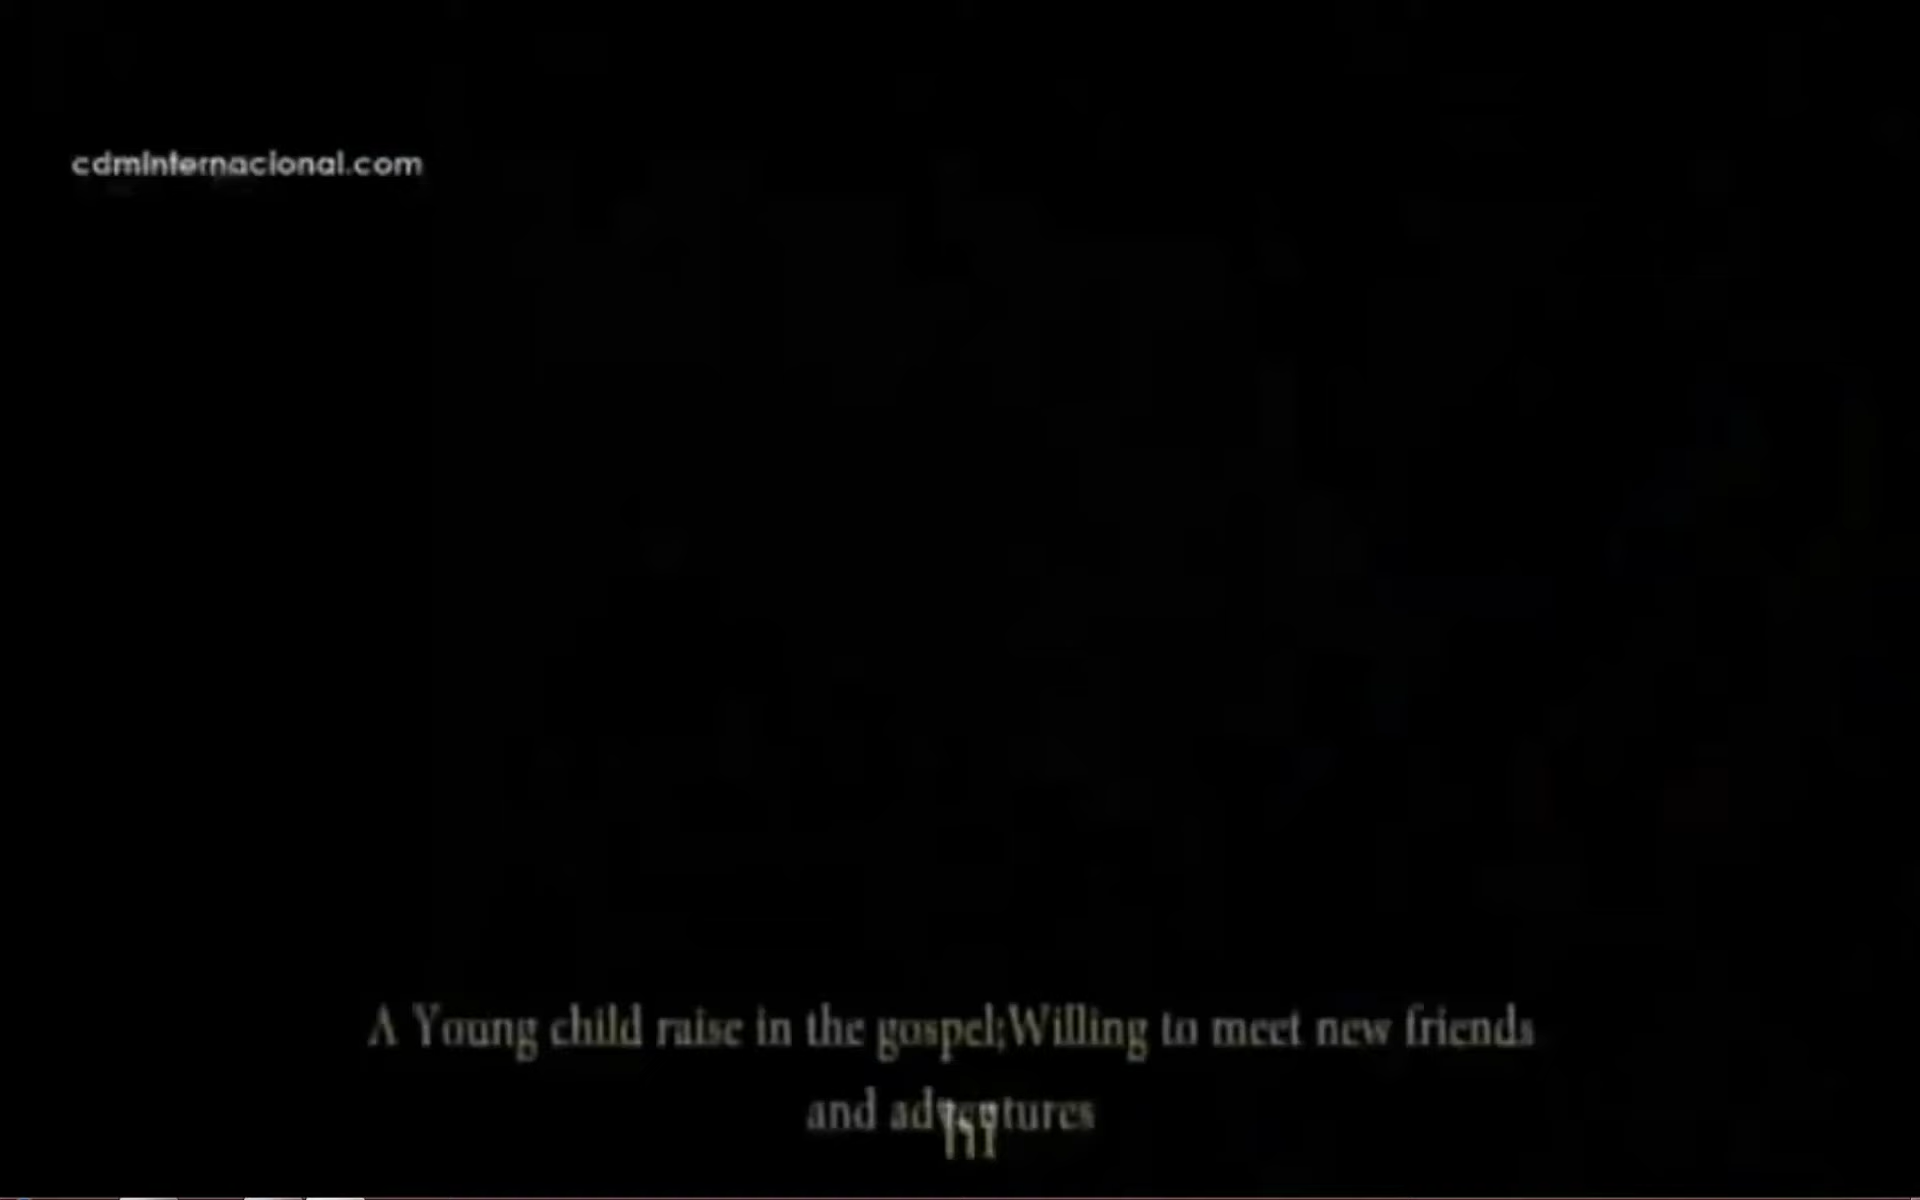 cdminternacional.com
A Young child raise in the gospel;Willing to meet new friends
and adventures